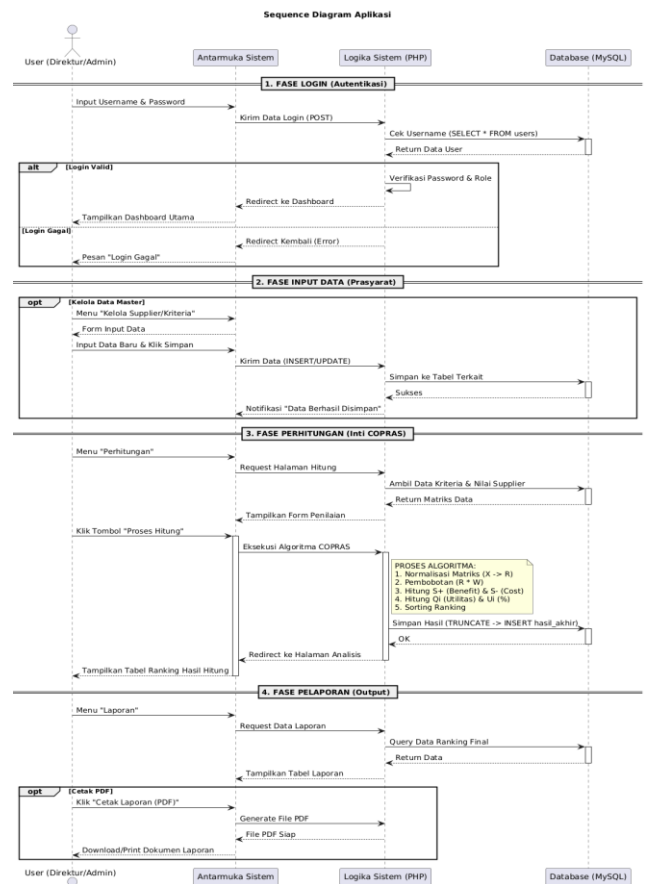 Sequence Diagram Aplikasi
User (Direktur/Admin)
Antarmuka Sistem
Logika Sistem (PHP)
Database (MySQL)
1. FASE LOGIN (Autentikasi)
Input Username & Password
Kirim Data Login (POST)
Cek Username (SELECT * FROM users)
Return Data User
alt
[Login Valid]
Verifikasi Password & Role
Redirect ke Dashboard
Tampilkan Dashboard Utama
[Login Gagal]
Redirect Kembali (Error)
Pesan "Login Gagal"
2. FASE INPUT DATA (Prasyarat)
opt
[Kelola Data Master]
Menu "Kelola Supplier/Kriteria"
Form Input Data
Input Data Baru & Klik Simpan
Kirim Data (INSERT/UPDATE)
Simpan ke Tabel Terkait
Sukses
Notifikasi "Data Berhasil Disimpan"
3. FASE PERHITUNGAN (Inti COPRAS)
Menu "Perhitungan"
Request Halaman Hitung
Ambil Data Kriteria & Nilai Supplier
Return Matriks Data
Tampilkan Form Penilaian
Klik Tombol "Proses Hitung"
Eksekusi Algoritma COPRAS
PROSES ALGORITMA:
1. Normalisasi Matriks (X -> R)
2. Pembobotan (R * W)
3. Hitung S+ (Benefit) & S- (Cost)
4. Hitung Qi (Utilitas) & Ui (%)
5. Sorting Ranking
Simpan Hasil (TRUNCATE -> INSERT hasil_akhir)
OK
Redirect ke Halaman Analisis
Tampilkan Tabel Ranking Hasil Hitung
4. FASE PELAPORAN (Output)
Menu "Laporan"
Request Data Laporan
Query Data Ranking Final
Return Data
Tampilkan Tabel Laporan
opt
[Cetak PDF]
Klik "Cetak Laporan (PDF)"
Generate File PDF
File PDF Siap
Download/Print Dokumen Laporan
User (Direktur/Admin)
Antarmuka Sistem
Logika Sistem (PHP)
Database (MySQL)